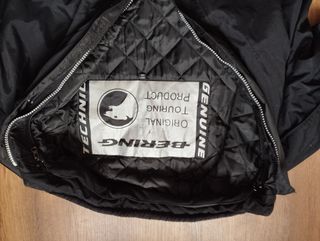 BERING
ORIGINAL
TOURING
PRODUCT
GENUINE
TECHNIC